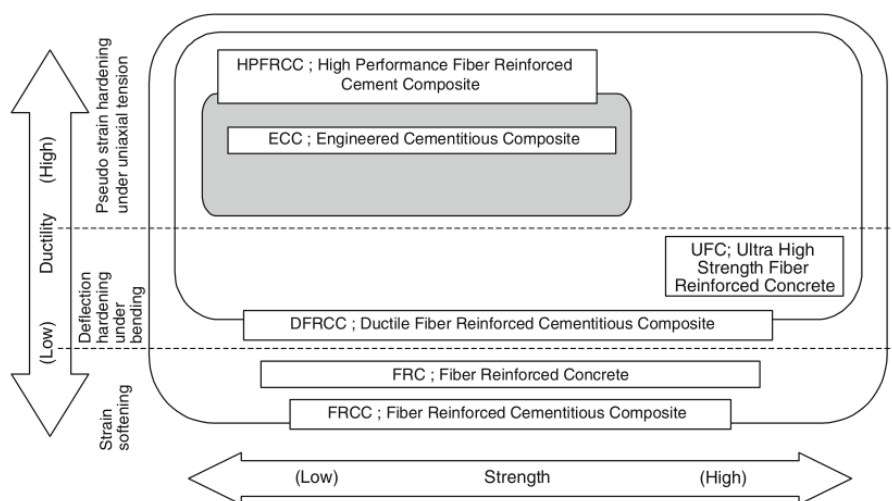 HPFRCC ; High Performance Fiber Reinforced
Cement Composite
ECC ; Engineered Cementitious Composite
UFC; Ultra High
Strength Fiber
Reinforced Concrete
DFRCC ; Ductile Fiber Reinforced Cementitious Composite
FRC ; Fiber Reinforced Concrete
FRCC ; Fiber Reinforced Cementitious Composite
(High)
Ductility
(Low)
Pseudo strain hardening
under uniaxial tension
Deflection
hardening
under
bending
Strain
softening
(Low) Strength (High)